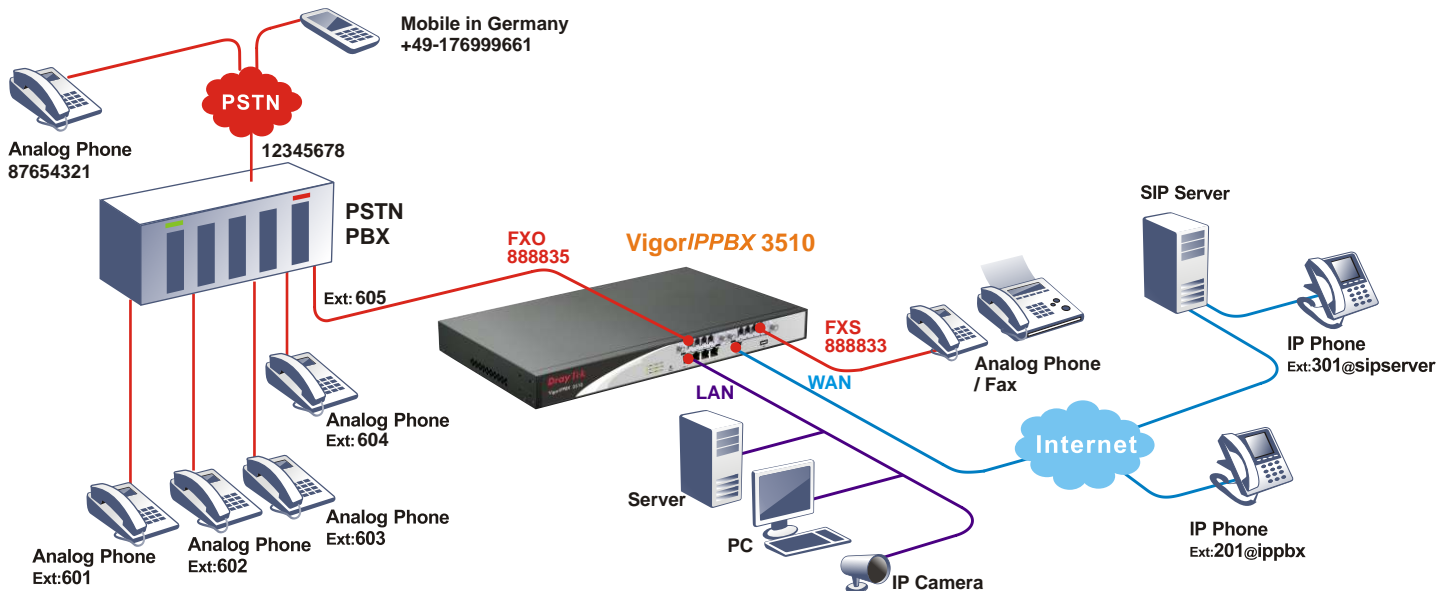 Mobile in Germany
+49-176999661
PSTN
Analog Phone
87654321
12345678
PSTN
PBX
Ext: 605
FXO
888835
VigorIPPBX 3510
DrayTek
VigorIPPBX 3510
FXS
888833
Analog Phone
/ Fax
LAN
WAN
SIP Server
IP Phone
Ext:301@sipserver
Internet
IP Phone
Ext:201@ippbx
Server
PC
IP Camera
Analog Phone
Ext: 604
Analog Phone
Ext:603
Analog Phone
Ext:602
Analog Phone
Ext:601